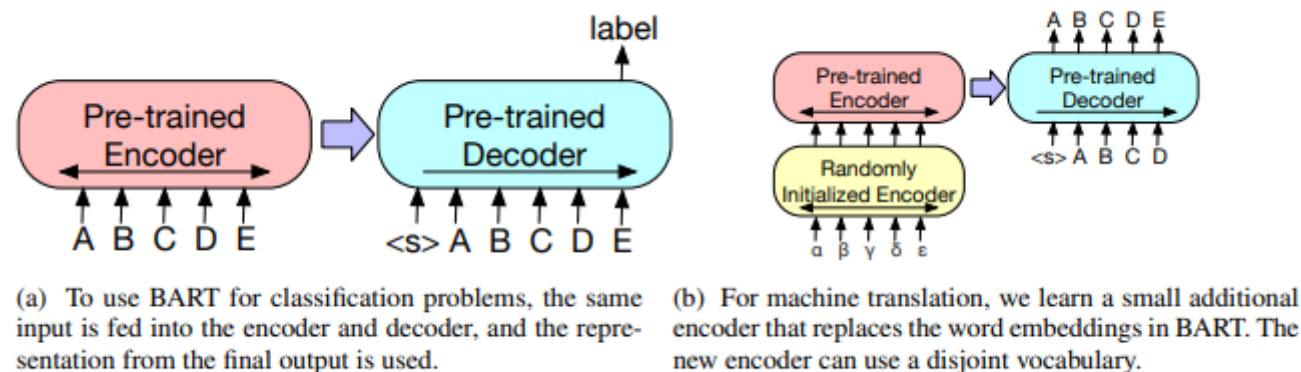 label
Pre-trained
Encoder
A B C D E
Pre-trained
Decoder
<s> A B C D E
(a) To use BART for classification problems, the same
input is fed into the encoder and decoder, and the repre-
sentation from the final output is used.
A B C D E
Pre-trained
Encoder
Pre-trained
Decoder
<s> A B C D
Randomly
Initialized Encoder
α β γ δ ε
(b) For machine translation, we learn a small additional
encoder that replaces the word embeddings in BART. The
new encoder can use a disjoint vocabulary.